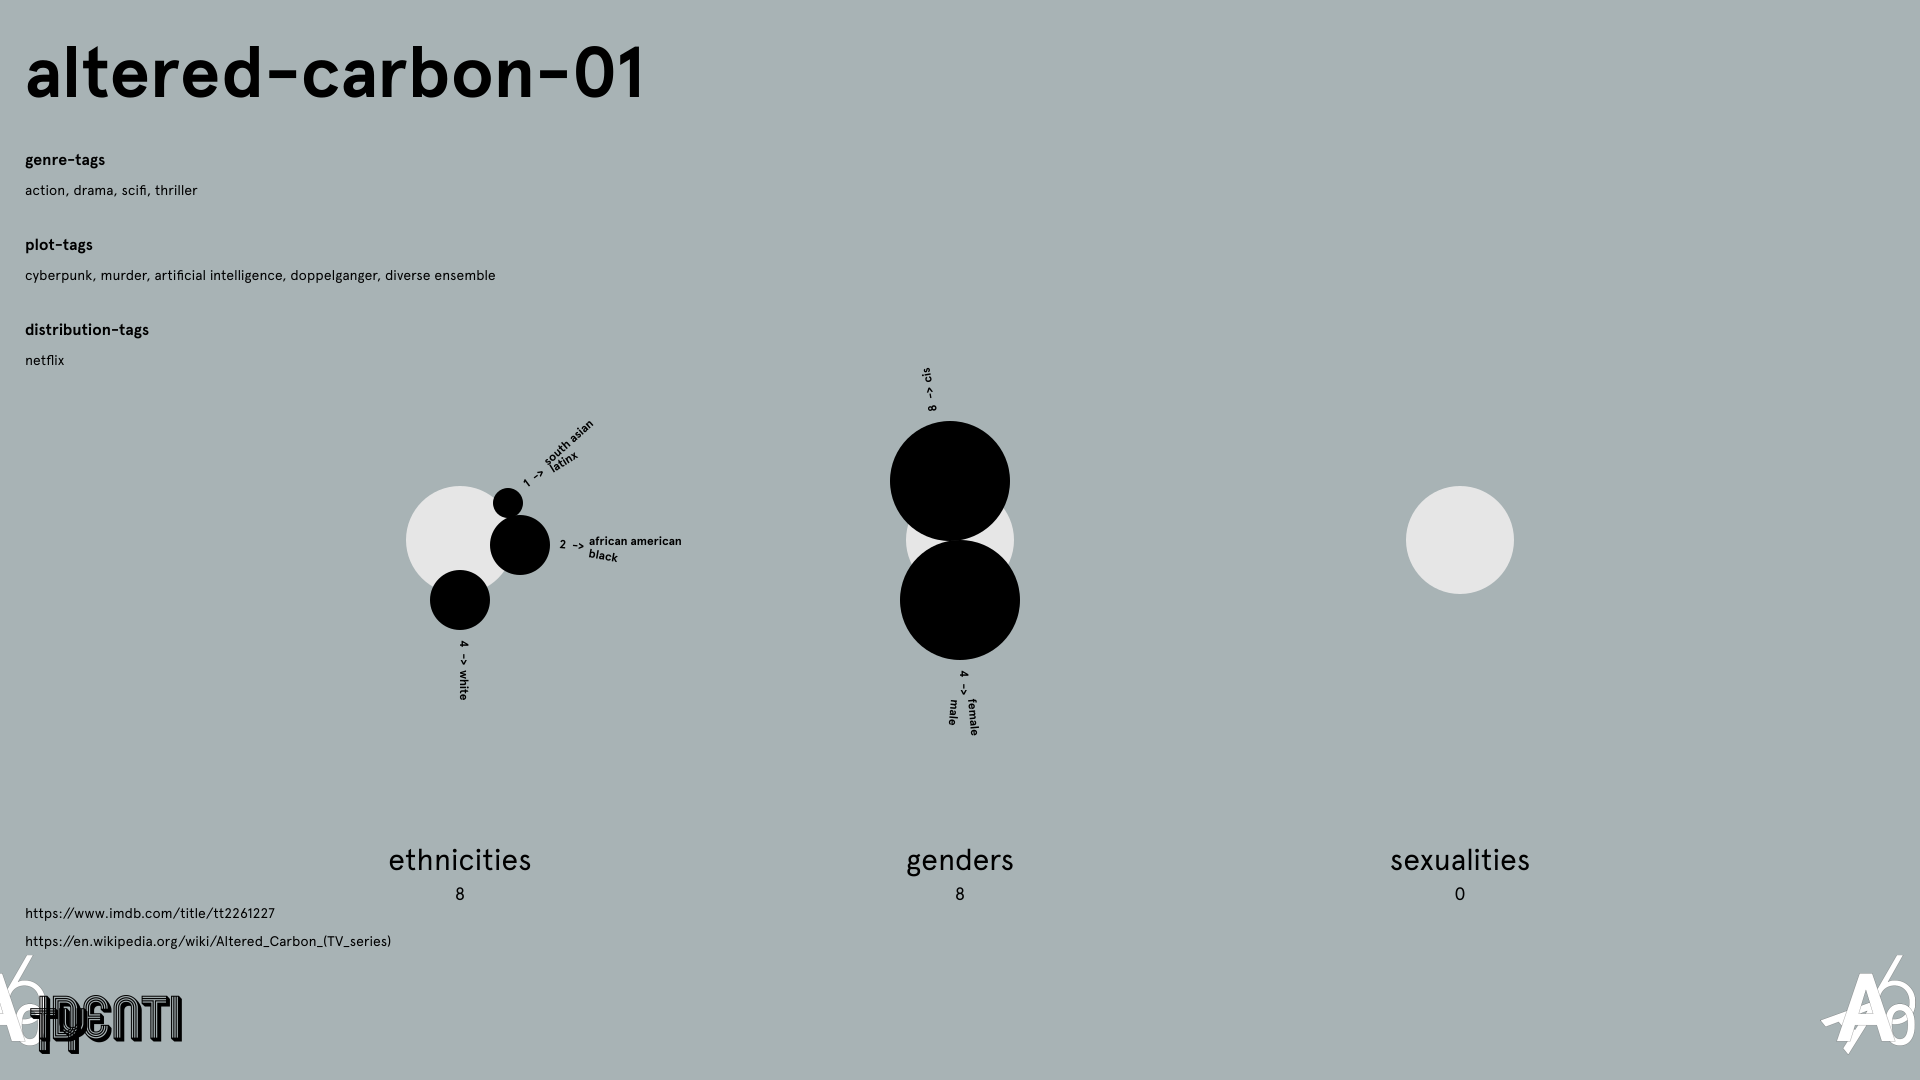 altered-carbon-01
genre-tags
action, drama, scifi, thriller
plot-tags
cyberpunk, murder, artificial intelligence, doppelganger, diverse ensemble
distribution-tags
netflix
1 -> south asian
latinx
2 -> african american
black
4 -> white
8 -> cis
4 -> female
male
ethnicities
8
genders
8
sexualities
0
https://www.imdb.com/title/tt2261227
https://en.wikipedia.org/wiki/Altered_Carbon_(TV_series)